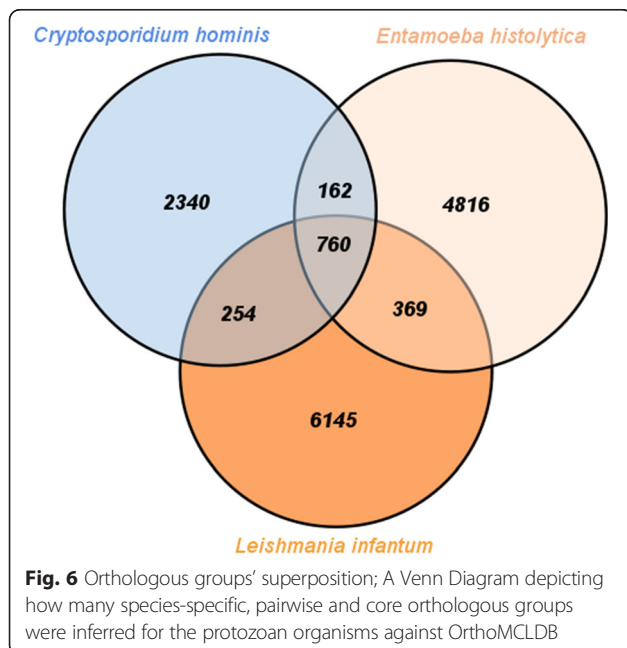 Cryptosporidium hominis
Entamoeba histolytica
2340
162
4816
760
254
369
6145
Leishmania infantum
Fig. 6 Orthologous groups’ superposition; A Venn Diagram depicting
how many species-specific, pairwise and core orthologous groups
were inferred for the protozoan organisms against OrthoMCLDB